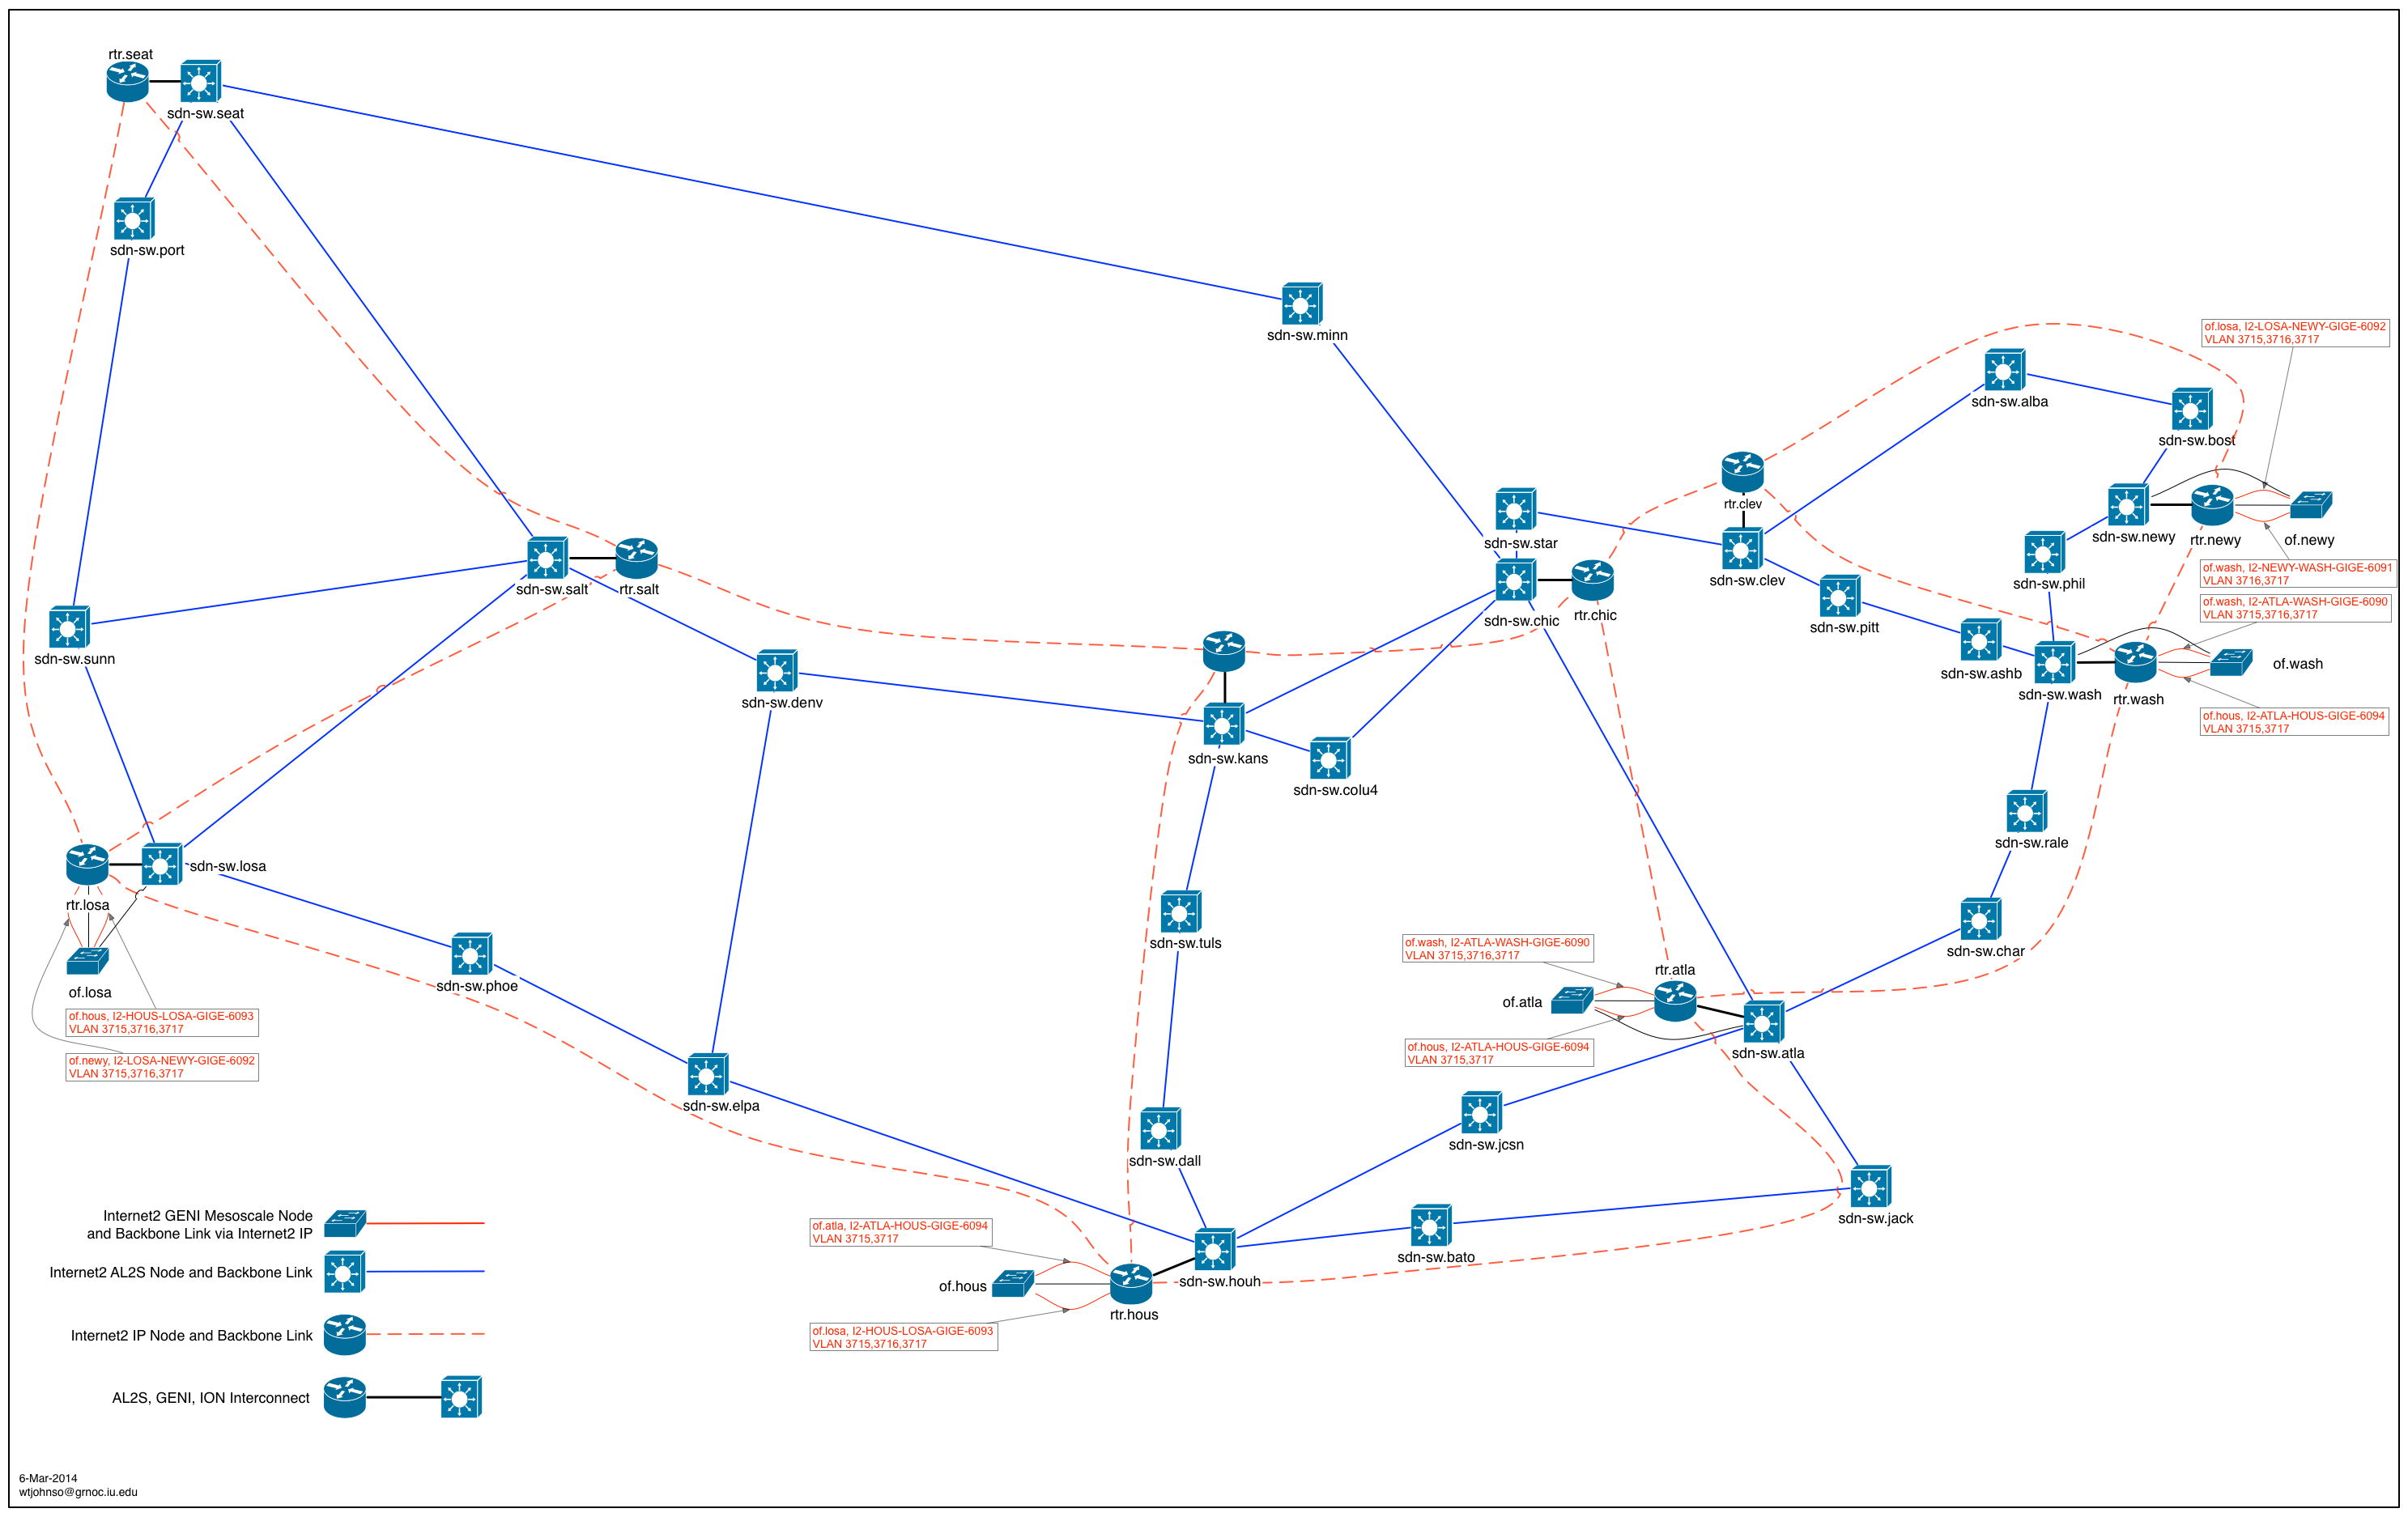 rtr.seat
sdn-sw.seat
sdn-sw.port
sdn-sw.minn
of.losa, I2-LOSA-NEWY-GIGE-6092
VLAN 3715,3716,3717
sdn-sw.alba
sdn-sw.bost
rtr.clev
sdn-sw.star
sdn-sw.newy
rtr.newy
of.newy
sdn-sw.clev
sdn-sw.phil
of.wash, I2-NEWY-WASH-GIGE-6091
VLAN 3716,3717
sdn-sw.salt
rtr.salt
of.wash, I2-ATLA-WASH-GIGE-6090
VLAN 3715,3716,3717
sdn-sw.chic
rtr.chic
sdn-sw.pitt
sdn-sw.sunn
sdn-sw.ashb
of.wash
sdn-sw.denv
sdn-sw.wash
rtr.wash
of.hous, I2-ATLA-HOUS-GIGE-6094
VLAN 3715,3717
sdn-sw.kans
sdn-sw.colu4
sdn-sw.rale
sdn-sw.losa
rtr.losa
sdn-sw.tuls
of.wash, I2-ATLA-WASH-GIGE-6090
VLAN 3715,3716,3717
sdn-sw.char
rtr.atla
sdn-sw.phoe
of.losa
of.atla
of.hous, I2-HOUS-LOSA-GIGE-6093
VLAN 3715,3716,3717
of.hous, I2-ATLA-HOUS-GIGE-6094
VLAN 3715,3717
sdn-sw.atla
of.newy, I2-LOSA-NEWY-GIGE-6092
VLAN 3715,3716,3717
sdn-sw.elpa
sdn-sw.jcsn
sdn-sw.dall
Internet2 GENI Mesoscale Node
and Backbone Link via Internet2 IP
of.atla, I2-ATLA-HOUS-GIGE-6094
VLAN 3715,3717
sdn-sw.jack
sdn-sw.bato
Internet2 AL2S Node and Backbone Link
of.hous
sdn-sw.houh
rtr.hous
Internet2 IP Node and Backbone Link
of.losa, I2-HOUS-LOSA-GIGE-6093
VLAN 3715,3716,3717
AL2S, GENI, ION Interconnect
6-Mar-2014
wtjohnso@grnoc.iu.edu